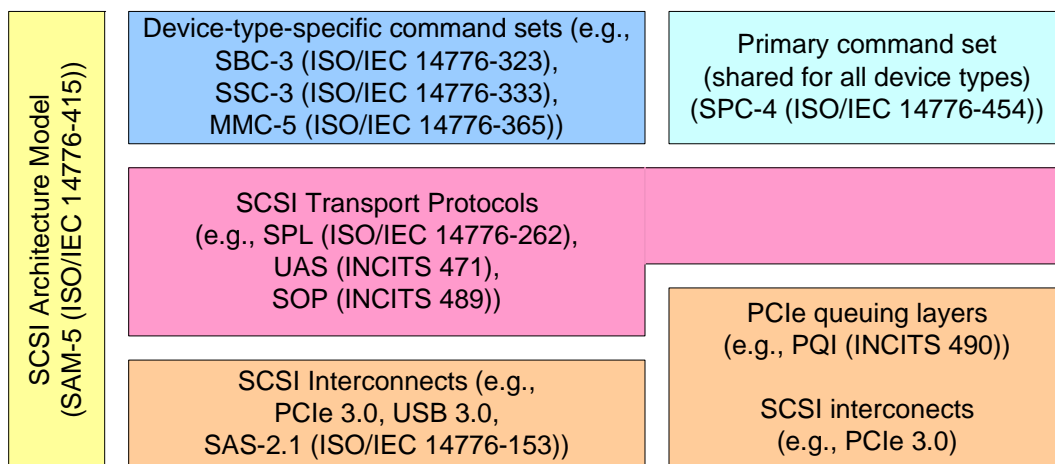 SCSI Architecture Model
(SAM-5 (ISO/IEC 14776-415))
Device-type-specific command sets (e.g.,
SBC-3 (ISO/IEC 14776-323),
SSC-3 (ISO/IEC 14776-333),
MMC-5 (ISO/IEC 14776-365))
Primary command set
(shared for all device types)
(SPC-4 (ISO/IEC 14776-454))
SCSI Transport Protocols
(e.g., SPL (ISO/IEC 14776-262),
UAS (INCITS 471),
SOP (INCITS 489))
PCIe queuing layers
(e.g., PQI (INCITS 490))
SCSI interconects
(e.g., PCIe 3.0)
SCSI Interconnects (e.g.,
PCIe 3.0, USB 3.0,
SAS-2.1 (ISO/IEC 14776-153))